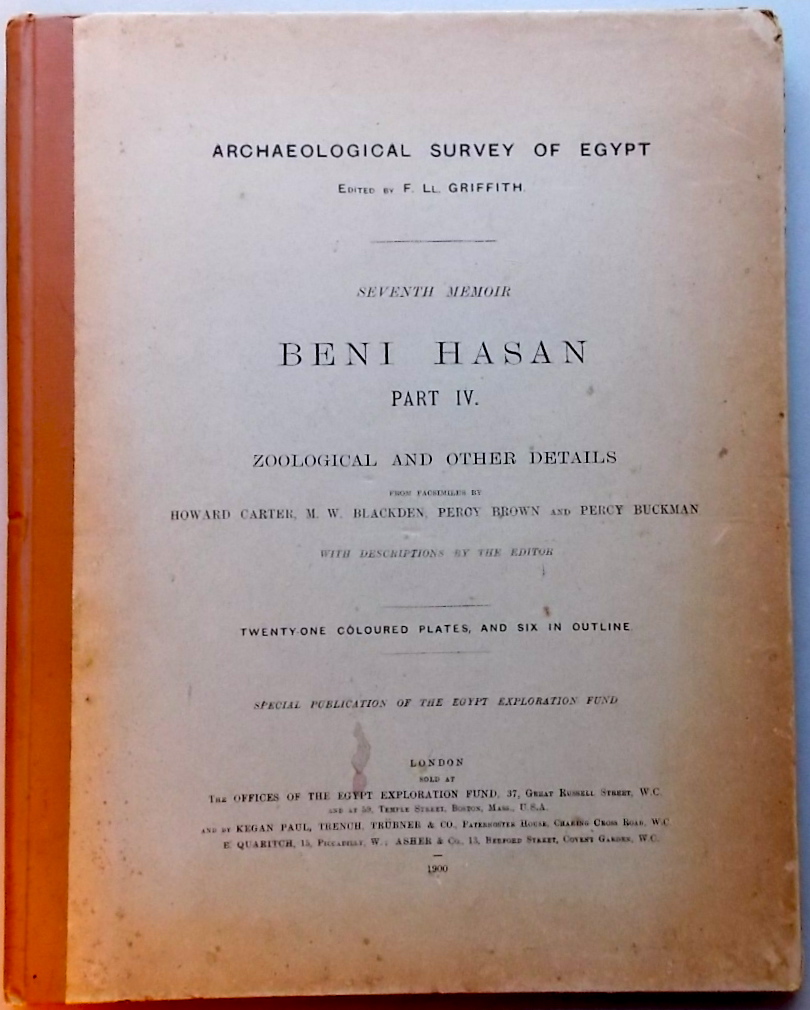 ARCHAEOLOGICAL SURVEY OF EGYPT
EDITED BY F. LL. GRIFFITH.
SEVENTH MEMOIR
BENI HASAN
PART IV.
ZOOLOGICAL AND OTHER DETAILS
FROM FACSIMILES BY
HOWARD CARTER, M. W. BLACKDEN, PERCY BROWN AND PERCY BUCKMAN
WITH DESCRIPTIONS BY THE EDITOR
TWENTY-ONE COLOURED PLATES, AND SIX IN OUTLINE
SPECIAL PUBLICATION OF THE EGYPT EXPLORATION FUND
LONDON
SOLD AT
THE OFFICES OF THE EGYPT EXPLORATION FUND, 37, GREAT RUSSELL STREET, W.C.
AND AT 59, TEMPLE STREET, BOSTON, MASS., U.S.A.
AND BY KEGAN PAUL, TRENCH, TRÜBNER & CO., PATERNOSTER HOUSE, CHARING CROSS ROAD, W.C.
B. QUARITCH, 15, PICCADILLY, W.; ASHER & CO., 13, BEDFORD STREET, COVENT GARDEN, W.C.
1900